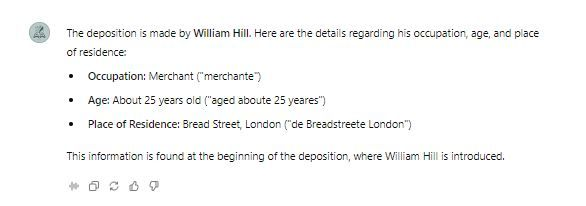 The deposition is made by William Hill. Here are the details regarding his occupation, age, and place
of residence:
• Occupation: Merchant ("merchante")
• Age: About 25 years old ("aged aboute 25 yeares")
• Place of Residence: Bread Street, London ("de Breadstreete London")
This information is found at the beginning of the deposition, where William Hill is introduced.